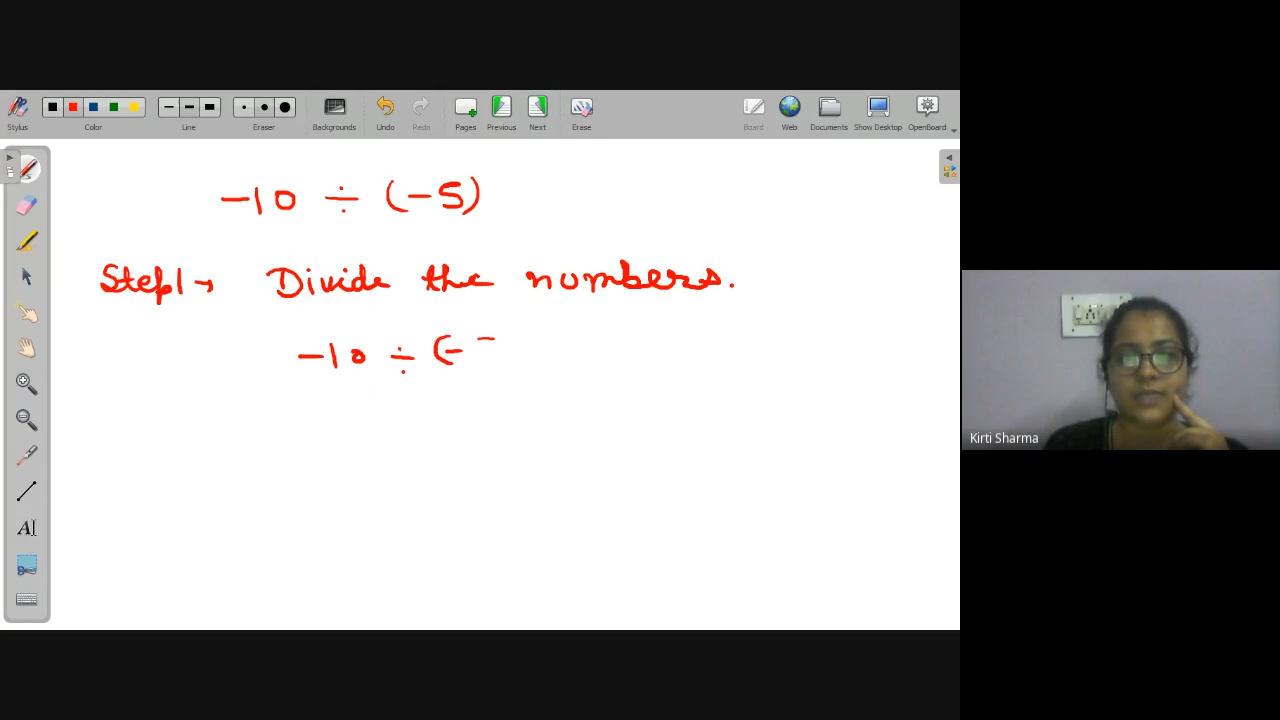 Stylus
Color
Line
Eraser
Backgrounds
Undo
Redo
Pages
Previous
Next
Erase
Board
Web
Documents
Show Desktop
OpenBoard
-10 ÷ (-5)
Step1→ Divide the numbers.
-10 ÷ (-
AI
Kirti Sharma